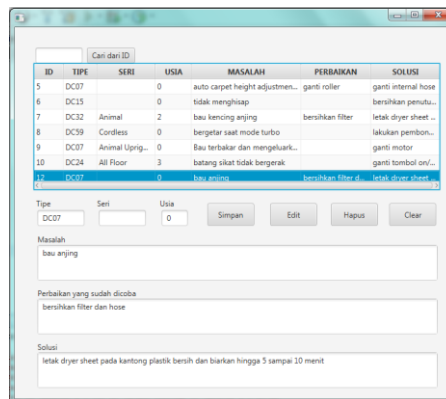 Cari dari ID
ID TIPE SERI USIA MASALAH PERBAIKAN SOLUSI
5 DC07 0 auto carpet height adjustmen... ganti roller ganti internal hose
6 DC15 0 tidak menghisap bersihkan penutu...
7 DC32 Animal 2 bau kencing anjing bersihkan filter letak dryer sheet ...
8 DC59 Cordless 0 bergetar saat mode turbo lakukan pembon...
9 DC07 Animal Uprig... 0 Bau terbakar dan mengeluark... ganti motor
10 DC24 All Floor 3 batang sikat tidak bergerak ganti tombol on/...
12 DC07 0 bau anjing bersihkan filter d... letak dryer sheet ...
Tipe Seri Usia
DC07 0 Simpan Edit Hapus Clear
Masalah
bau anjing
Perbaikan yang sudah dicoba
bersihkan filter dan hose
Solusi
letak dryer sheet pada kantong plastik bersih dan biarkan hingga 5 sampai 10 menit